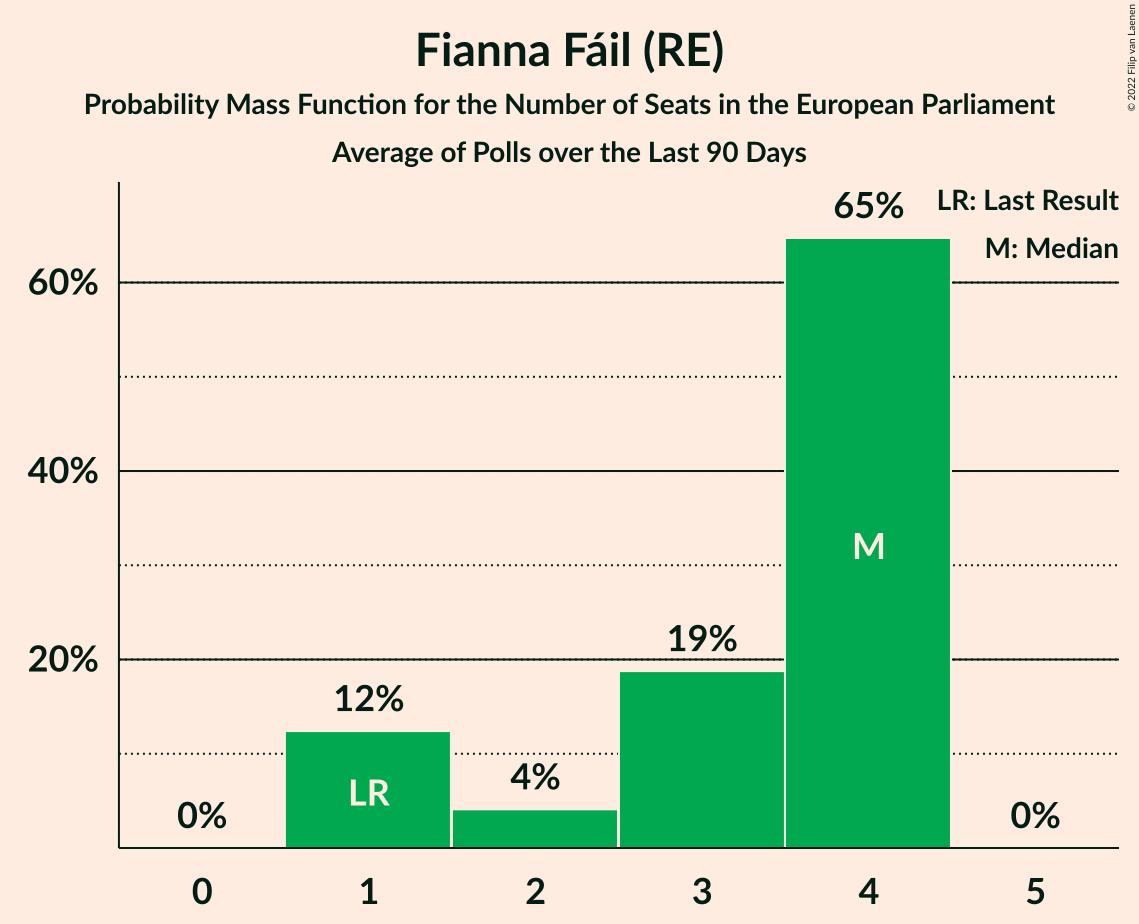 Fianna Fáil (RE)
Probability Mass Function for the Number of Seats in the European Parliament
Average of Polls over the Last 90 Days
© 2022 Filip van Laenen
LR: Last Result
M: Median
65%
60%
40%
M
19%
20%
12%
4%
LR
0%
0%
0 1 2 3 4 5